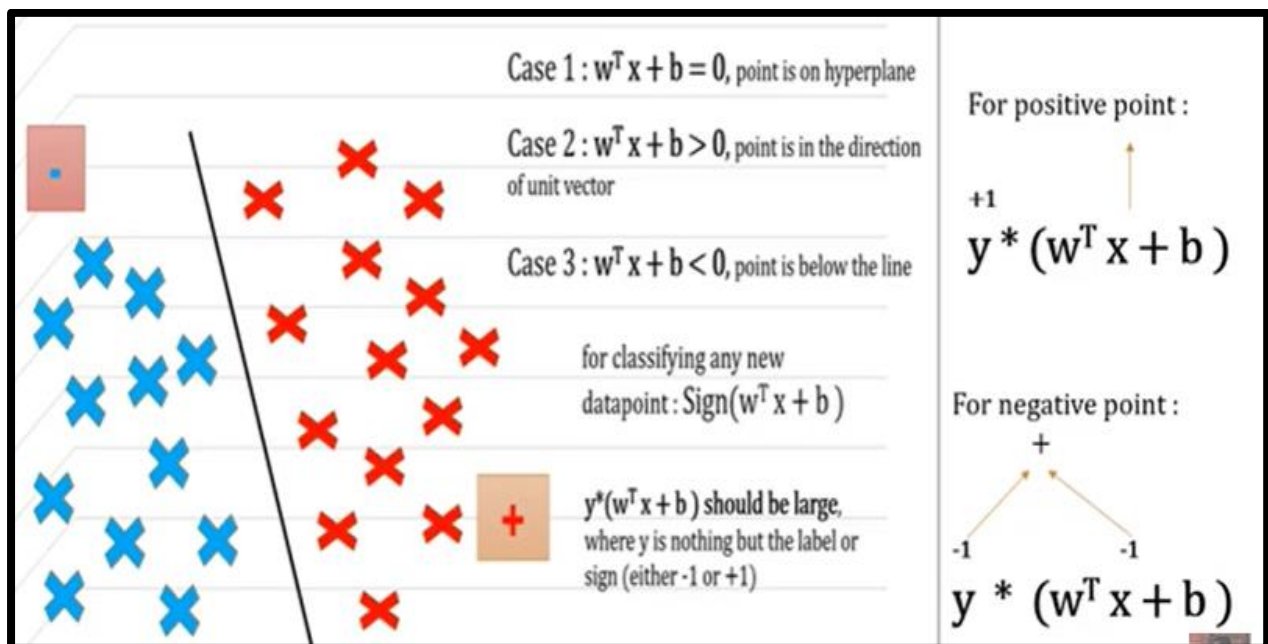 Case 1 : wᵀ x + b = 0, point is on hyperplane
Case 2 : wᵀ x + b > 0, point is in the direction
of unit vector
Case 3 : wᵀ x + b < 0, point is below the line
for classifying any new
datapoint : Sign(wᵀ x + b )
y*(wᵀ x + b ) should be large,
where y is nothing but the label or
sign (either -1 or +1)
-
+
For positive point :
+1
y * (wᵀ x + b )
For negative point :
+
-1 -1
y * (wᵀ x + b )